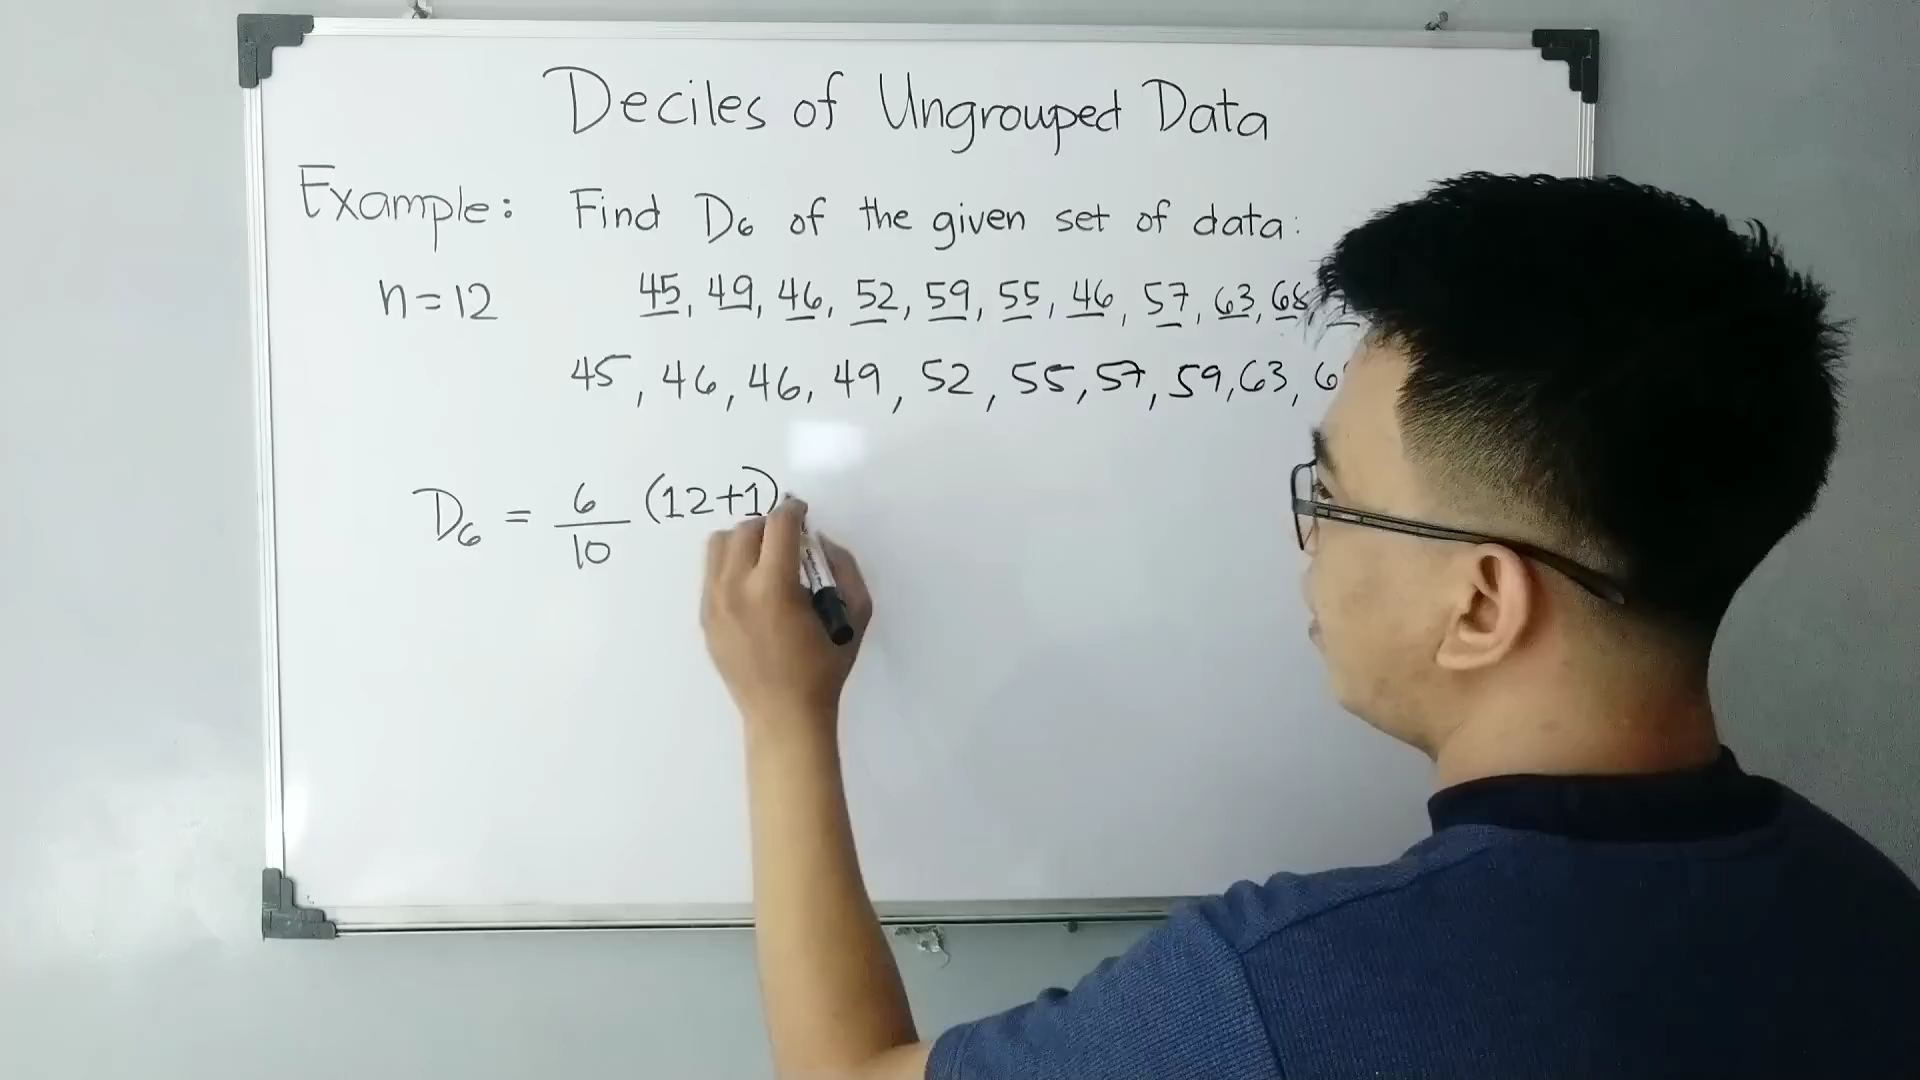 Deciles of Ungrouped Data
Example: Find D₆ of the given set of data:
n=12 45, 49, 46, 52, 59, 55, 46, 57, 63, 68,
45, 46, 46, 49, 52, 55, 57, 59, 63,
D₆ = 6/10 (12+1)